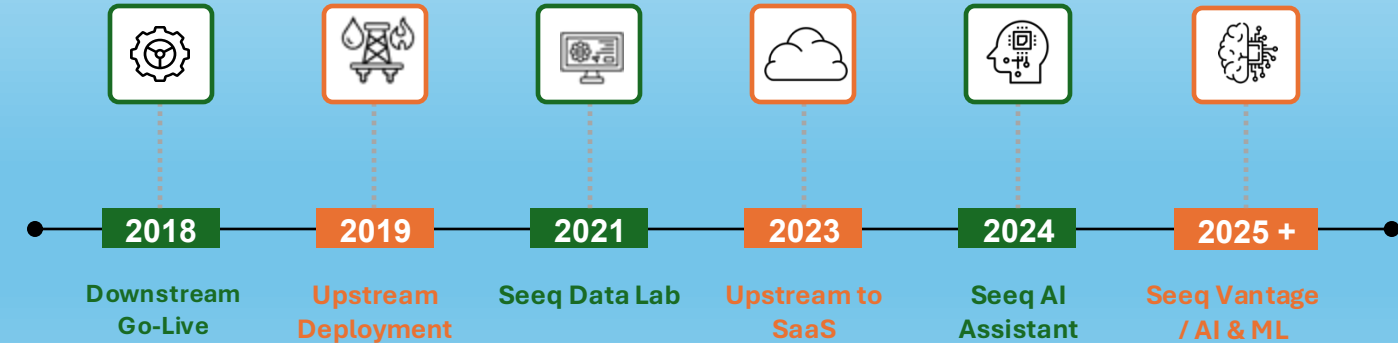 2018
2019
2021
2023
2024
2025 +
Downstream
Go-Live
Upstream
Deployment
Seeq Data Lab
Upstream to
SaaS
Seeq AI
Assistant
Seeq Vantage
/ AI & ML